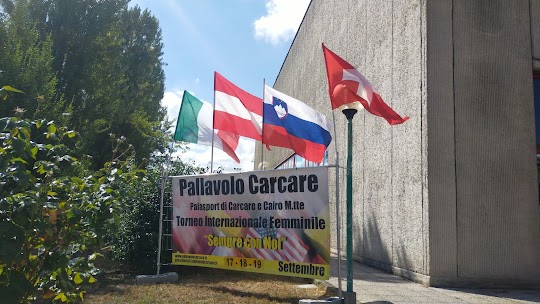 Pallavolo Carcare
Palasport di Carcare e Cairo M.tte
Torneo Internazionale Femminile
"Sempre con Noi"
17 - 18 - 19 Settembre